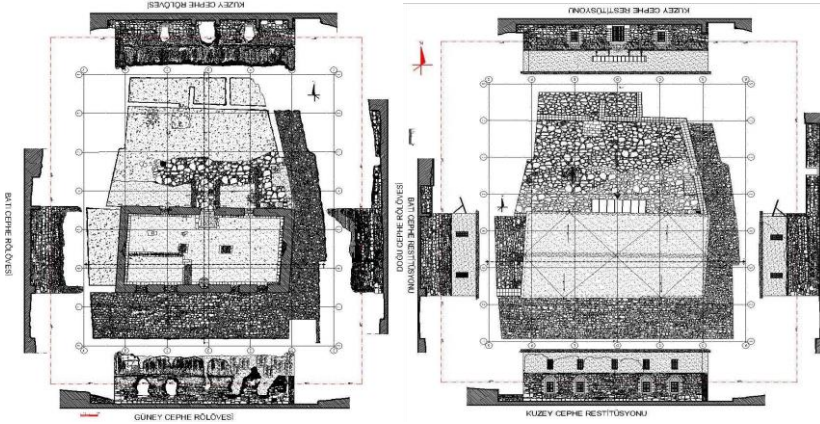 KUZEY CEPHE RÖLÖVESİ
KUZEY CEPHE RESTİTÜSYONU
BATI CEPHE RÖLÖVESİ
DOĞU CEPHE RÖLÖVESİ
BATI CEPHE RESTİTÜSYONU
GÜNEY CEPHE RÖLÖVESİ
KUZEY CEPHE RESTİTÜSYONU